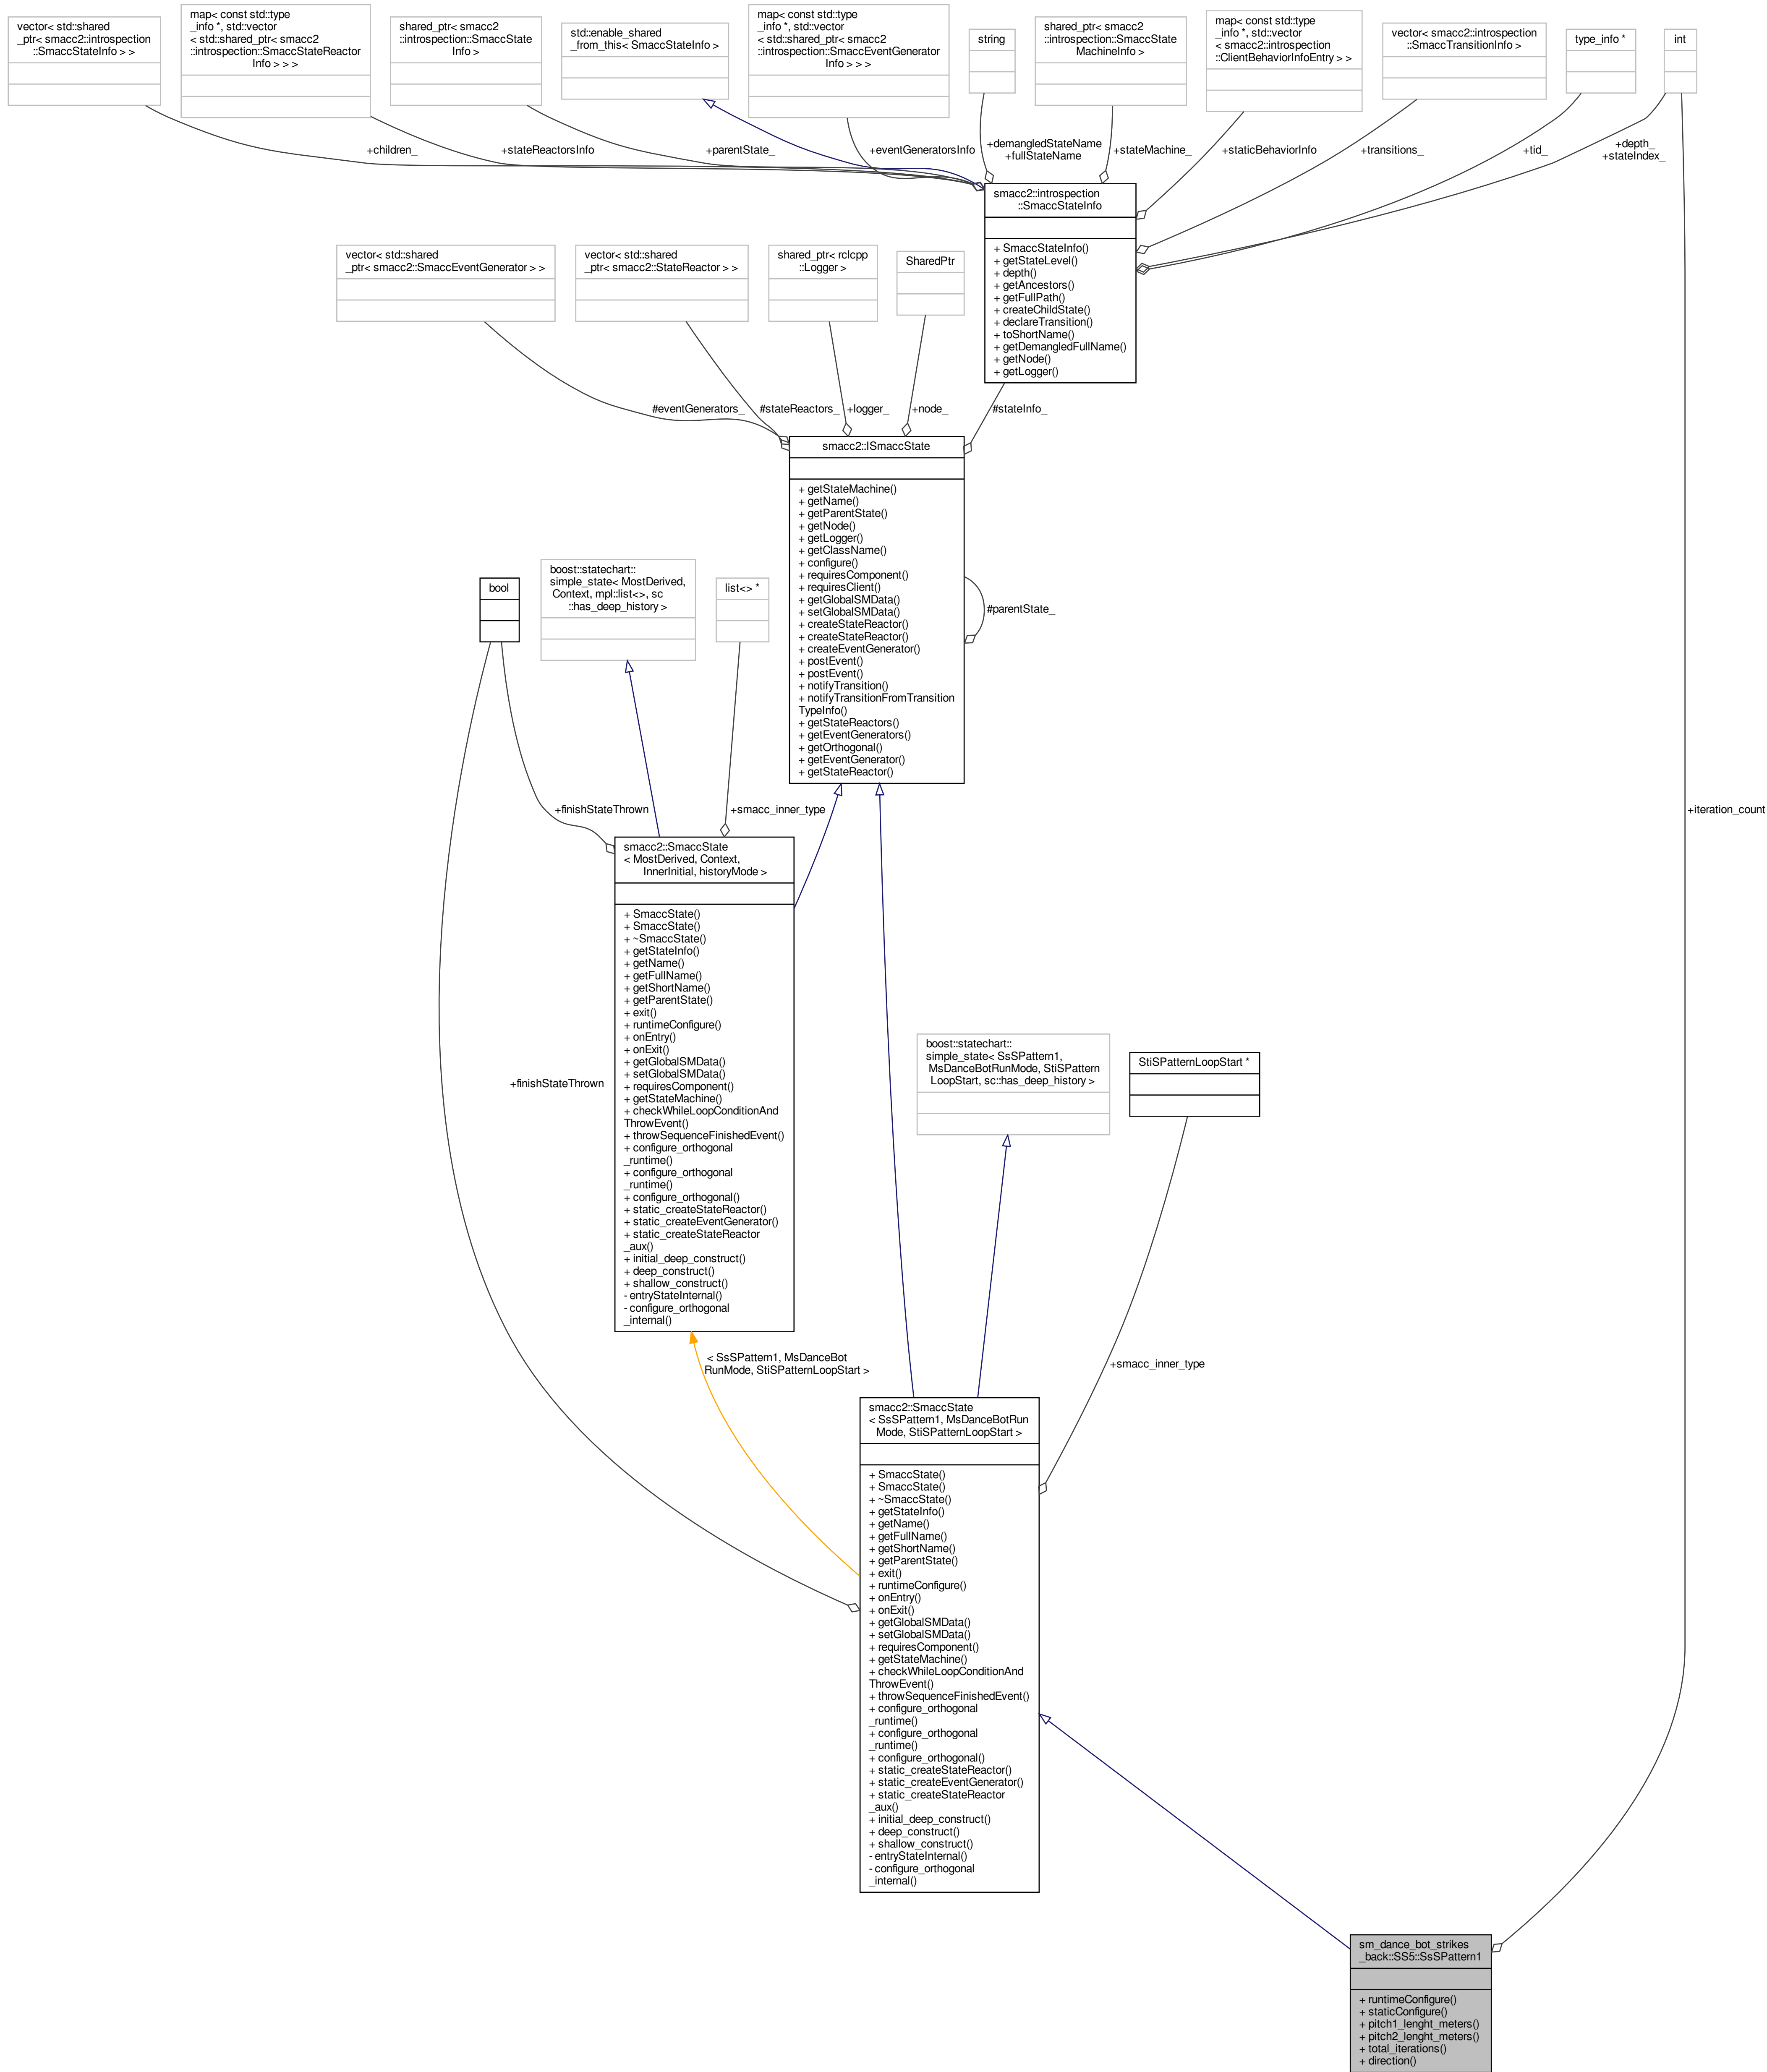 vector< std::shared
_ptr< smacc2::introspection
::SmaccStateInfo > >
map< const std::type
_info *, std::vector
< std::shared_ptr< smacc2
::introspection::SmaccStateReactor
Info > > >
shared_ptr< smacc2
::introspection::SmaccState
Info >
std::enable_shared
_from_this< SmaccStateInfo >
map< const std::type
_info *, std::vector
< std::shared_ptr< smacc2
::introspection::SmaccEventGenerator
Info > > >
string
shared_ptr< smacc2
::introspection::SmaccState
MachineInfo >
map< const std::type
_info *, std::vector
< smacc2::introspection
::ClientBehaviorInfoEntry > >
vector< smacc2::introspection
::SmaccTransitionInfo >
type_info *
int
+children_
+stateReactorsInfo
+parentState_
+eventGeneratorsInfo
+demangledStateName
+fullStateName
+stateMachine_
+staticBehaviorInfo
+transitions_
+tid_
+depth_
+stateIndex_
smacc2::introspection
::SmaccStateInfo
+ SmaccStateInfo()
+ getStateLevel()
+ depth()
+ getAncestors()
+ getFullPath()
+ createChildState()
+ declareTransition()
+ toShortName()
+ getDemangledFullName()
+ getNode()
+ getLogger()
vector< std::shared
_ptr< smacc2::SmaccEventGenerator > >
vector< std::shared
_ptr< smacc2::StateReactor > >
shared_ptr< rclcpp
::Logger >
SharedPtr
#eventGenerators_
#stateReactors_
+logger_
+node_
#stateInfo_
smacc2::ISmaccState
+ getStateMachine()
+ getName()
+ getParentState()
+ getNode()
+ getLogger()
+ getClassName()
+ configure()
+ requiresComponent()
+ requiresClient()
+ getGlobalSMData()
+ setGlobalSMData()
+ createStateReactor()
+ createStateReactor()
+ createEventGenerator()
+ postEvent()
+ postEvent()
+ notifyTransition()
+ notifyTransitionFromTransition
TypeInfo()
+ getStateReactors()
+ getEventGenerators()
+ getOrthogonal()
+ getEventGenerator()
+ getStateReactor()
#parentState_
bool
boost::statechart::
simple_state< MostDerived,
Context, mpl::list<>, sc
::has_deep_history >
list<> *
+finishStateThrown
+smacc_inner_type
+iteration_count
smacc2::SmaccState
< MostDerived, Context,
InnerInitial, historyMode >
+ SmaccState()
+ SmaccState()
+ ~SmaccState()
+ getStateInfo()
+ getName()
+ getFullName()
+ getShortName()
+ getParentState()
+ exit()
+ runtimeConfigure()
+ onEntry()
+ onExit()
+ getGlobalSMData()
+ setGlobalSMData()
+ requiresComponent()
+ getStateMachine()
+ checkWhileLoopConditionAnd
ThrowEvent()
+ throwSequenceFinishedEvent()
+ configure_orthogonal
_runtime()
+ configure_orthogonal
_runtime()
+ configure_orthogonal()
+ static_createStateReactor()
+ static_createEventGenerator()
+ static_createStateReactor
_aux()
+ initial_deep_construct()
+ deep_construct()
+ shallow_construct()
- entryStateInternal()
- configure_orthogonal
_internal()
+finishStateThrown
boost::statechart::
simple_state< SsSPattern1,
MsDanceBotRunMode, StiSPattern
LoopStart, sc::has_deep_history >
StiSPatternLoopStart *
< SsSPattern1, MsDanceBot
RunMode, StiSPatternLoopStart >
+smacc_inner_type
smacc2::SmaccState
< SsSPattern1, MsDanceBotRun
Mode, StiSPatternLoopStart >
+ SmaccState()
+ SmaccState()
+ ~SmaccState()
+ getStateInfo()
+ getName()
+ getFullName()
+ getShortName()
+ getParentState()
+ exit()
+ runtimeConfigure()
+ onEntry()
+ onExit()
+ getGlobalSMData()
+ setGlobalSMData()
+ requiresComponent()
+ getStateMachine()
+ checkWhileLoopConditionAnd
ThrowEvent()
+ throwSequenceFinishedEvent()
+ configure_orthogonal
_runtime()
+ configure_orthogonal
_runtime()
+ configure_orthogonal()
+ static_createStateReactor()
+ static_createEventGenerator()
+ static_createStateReactor
_aux()
+ initial_deep_construct()
+ deep_construct()
+ shallow_construct()
- entryStateInternal()
- configure_orthogonal
_internal()
sm_dance_bot_strikes
_back::SS5::SsSPattern1
+ runtimeConfigure()
+ staticConfigure()
+ pitch1_lenght_meters()
+ pitch2_lenght_meters()
+ total_iterations()
+ direction()